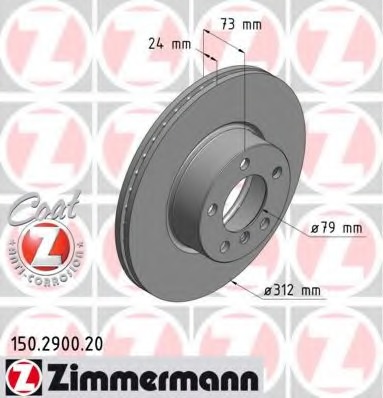 73 mm
24 mm
Coat
Z
ANTI-CORROSION
ø79 mm
ø312 mm
150.2900.20
Z Zimmermann